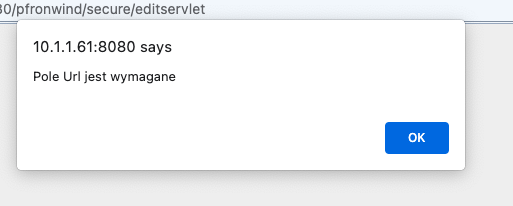 30/pfronwind/secure/editservlet
10.1.1.61:8080 says
Pole Url jest wymagane
OK